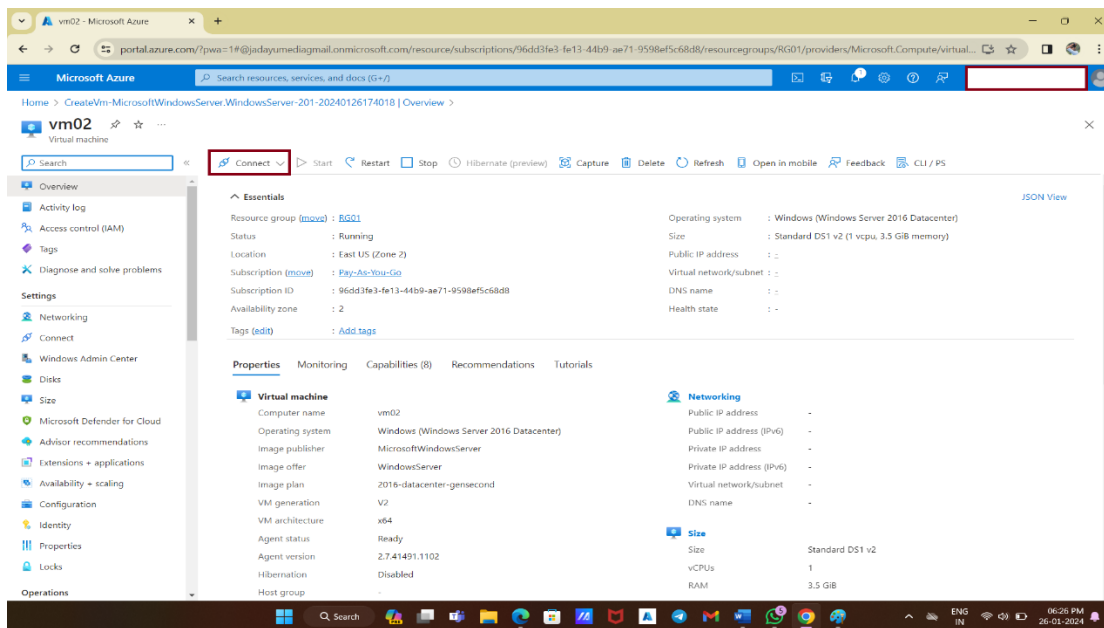 vm02 - Microsoft Azure
portal.azure.com/?pwa=1#@jadayumediagmail.onmicrosoft.com/resource/subscriptions/96dd3fe3-fe13-44b9-ae71-9598ef5c68d8/resourcegroups/RG01/providers/Microsoft.Compute/virtual...
Microsoft Azure
Search resources, services, and docs (G+/)
Home > CreateVm-MicrosoftWindowsServer.WindowsServer-201-20240126174018 | Overview >
vm02
Virtual machine
Search
Connect
Start
Restart
Stop
Hibernate (preview)
Capture
Delete
Refresh
Open in mobile
Feedback
CLI / PS
Overview
Activity log
Access control (IAM)
Tags
Diagnose and solve problems
Settings
Networking
Connect
Windows Admin Center
Disks
Size
Microsoft Defender for Cloud
Advisor recommendations
Extensions + applications
Availability + scaling
Configuration
Identity
Properties
Locks
Operations
Essentials
JSON View
Resource group (move) : RG01
Status : Running
Location : East US (Zone 2)
Subscription (move) : Pay-As-You-Go
Subscription ID : 96dd3fe3-fe13-44b9-ae71-9598ef5c68d8
Availability zone : 2
Tags (edit) : Add tags
Operating system : Windows (Windows Server 2016 Datacenter)
Size : Standard DS1 v2 (1 vcpu, 3.5 GiB memory)
Public IP address : -
Virtual network/subnet : -
DNS name : -
Health state : -
Properties
Monitoring
Capabilities (8)
Recommendations
Tutorials
Virtual machine
Computer name vm02
Operating system Windows (Windows Server 2016 Datacenter)
Image publisher MicrosoftWindowsServer
Image offer WindowsServer
Image plan 2016-datacenter-gensecond
VM generation V2
VM architecture x64
Agent status Ready
Agent version 2.7.41491.1102
Hibernation Disabled
Host group -
Networking
Public IP address -
Public IP address (IPv6) -
Private IP address -
Private IP address (IPv6) -
Virtual network/subnet -
DNS name -
Size
Size Standard DS1 v2
vCPUs 1
RAM 3.5 GiB
Search
5
ENG
IN
06:26 PM
26-01-2024